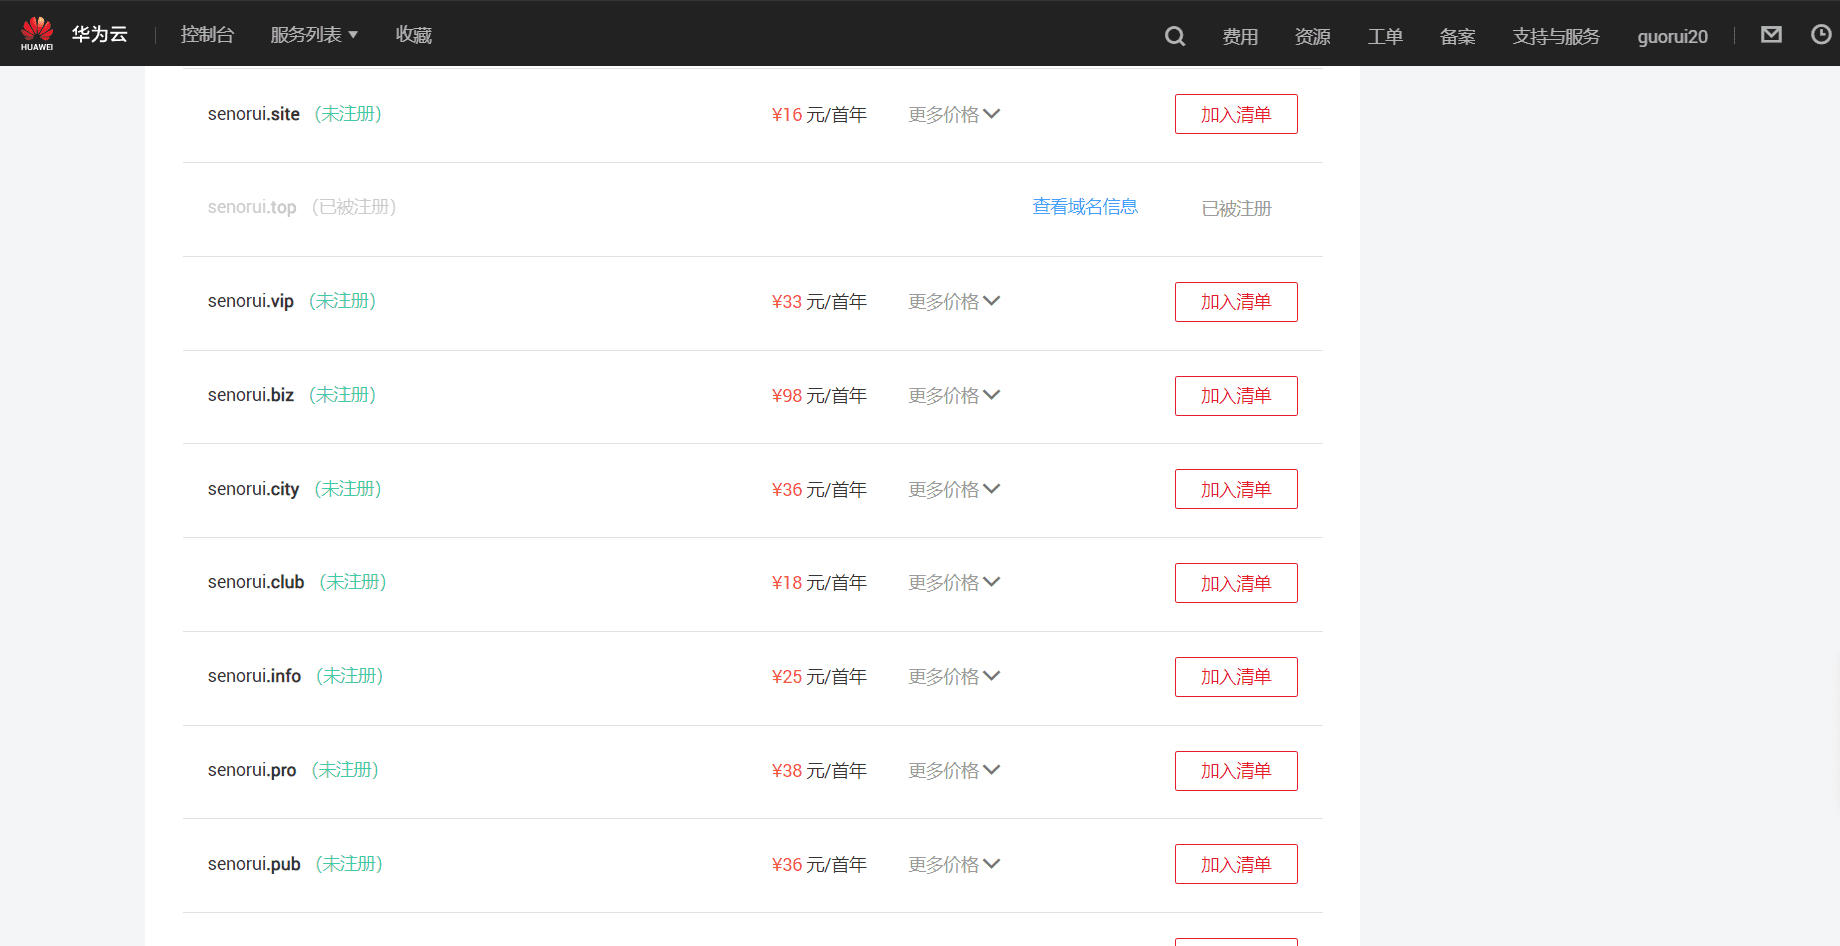 HUAWEI 华为云 控制台 服务列表 收藏 费用 资源 工单 备案 支持与服务 guorui20
senorui.site （未注册） ¥16 元/首年 更多价格 加入清单
senorui.top （已被注册） 查看域名信息 已被注册
senorui.vip （未注册） ¥33 元/首年 更多价格 加入清单
senorui.biz （未注册） ¥98 元/首年 更多价格 加入清单
senorui.city （未注册） ¥36 元/首年 更多价格 加入清单
senorui.club （未注册） ¥18 元/首年 更多价格 加入清单
senorui.info （未注册） ¥25 元/首年 更多价格 加入清单
senorui.pro （未注册） ¥38 元/首年 更多价格 加入清单
senorui.pub （未注册） ¥36 元/首年 更多价格 加入清单